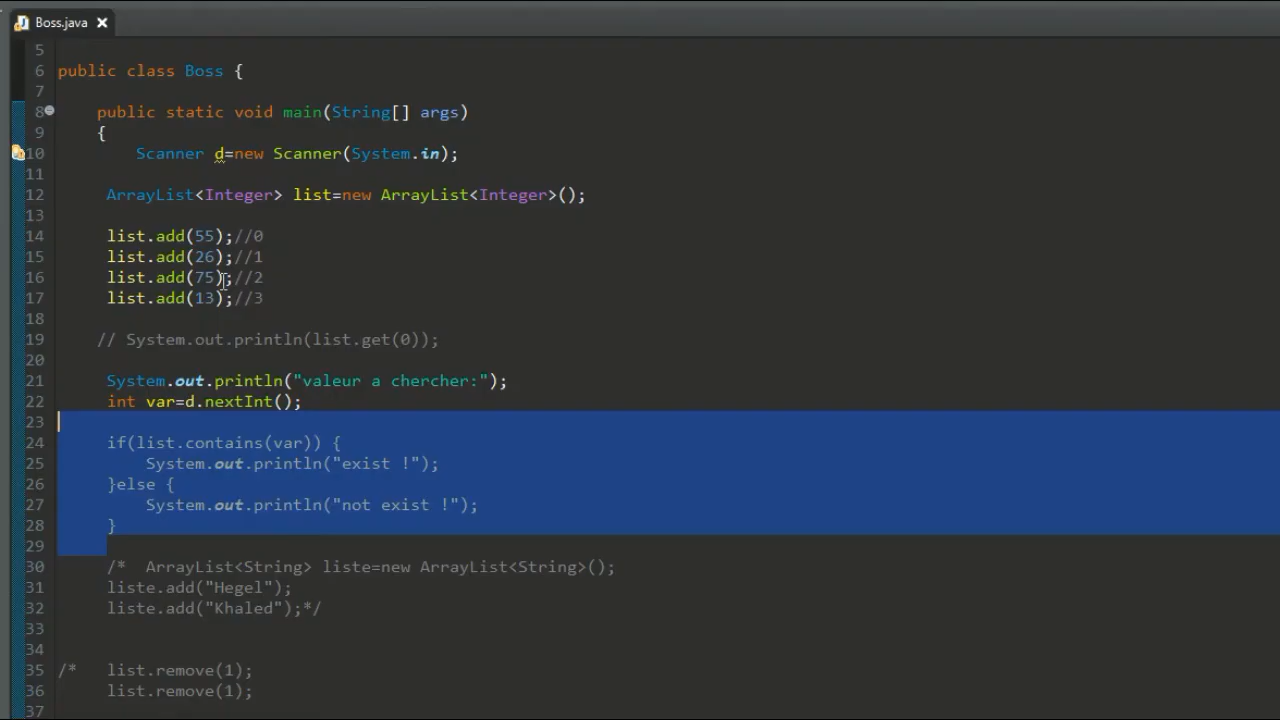 Boss.java
5
6 public class Boss {
7
8 public static void main(String[] args)
9 {
10 Scanner d=new Scanner(System.in);
11
12 ArrayList<Integer> list=new ArrayList<Integer>();
13
14 list.add(55);//0
15 list.add(26);//1
16 list.add(75);//2
17 list.add(13);//3
18
19 // System.out.println(list.get(0));
20
21 System.out.println("valeur a chercher:");
22 int var=d.nextInt();
23
24 if(list.contains(var)) {
25 System.out.println("exist !");
26 }else {
27 System.out.println("not exist !");
28 }
29
30 /* ArrayList<String> liste=new ArrayList<String>();
31 liste.add("Hegel");
32 liste.add("Khaled");*/
33
34
35 /* list.remove(1);
36 list.remove(1);
37